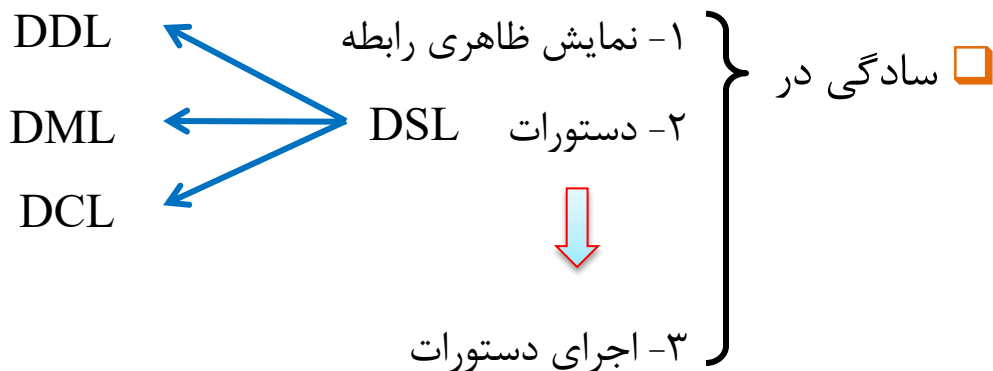 سادگی در
۱- نمایش ظاهری رابطه
۲- دستورات DSL
DDL
DML
DCL
۳- اجرای دستورات